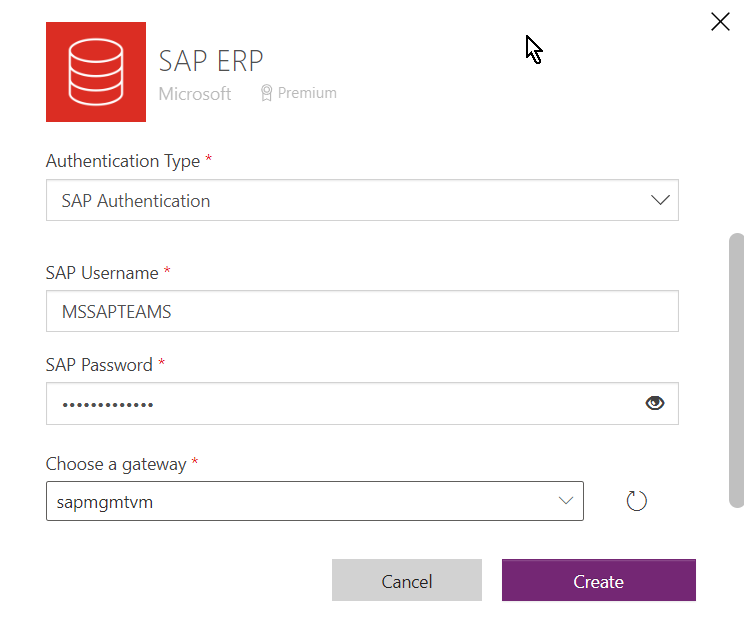 SAP ERP
Microsoft Premium
Authentication Type *
SAP Authentication
SAP Username *
MSSAPTEAMS
SAP Password *
•••••••••••••
Choose a gateway *
sapmgmtvm
Cancel Create